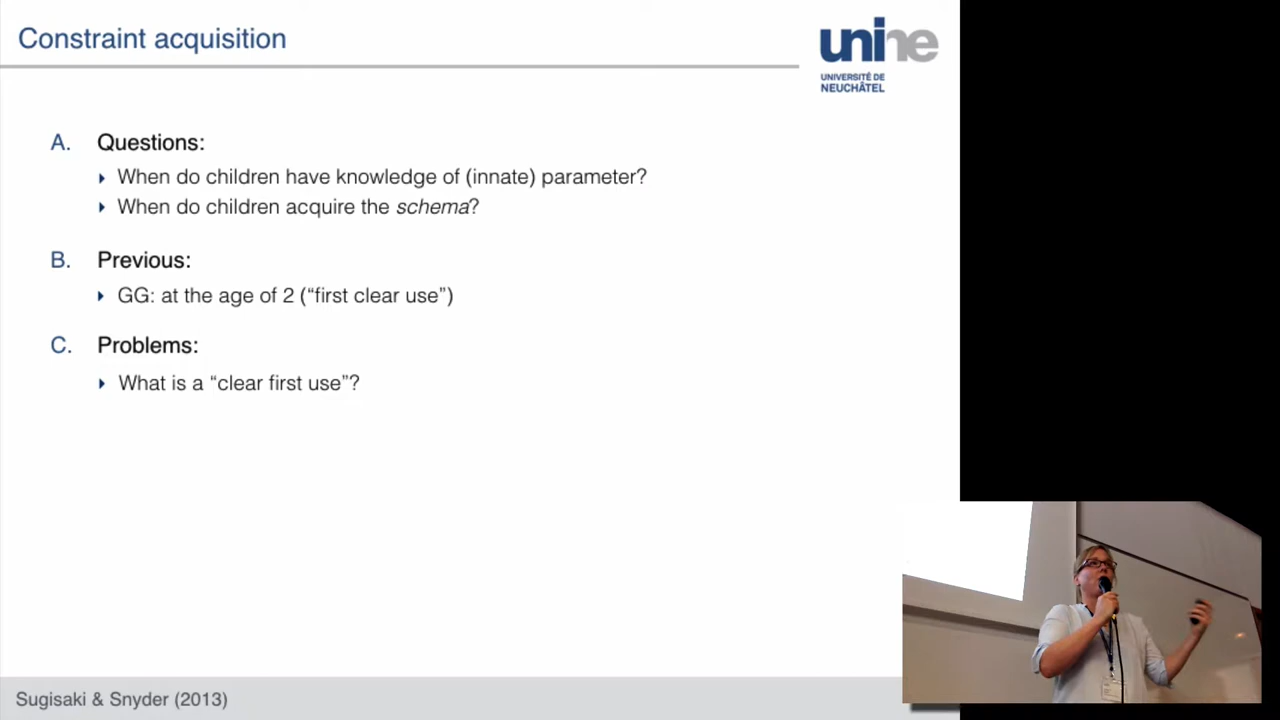 Constraint acquisition
unine
UNIVERSITÉ DE
NEUCHÂTEL
A. Questions:
When do children have knowledge of (innate) parameter?
When do children acquire the schema?
B. Previous:
GG: at the age of 2 (“first clear use”)
C. Problems:
What is a “clear first use”?
Sugisaki & Snyder (2013)